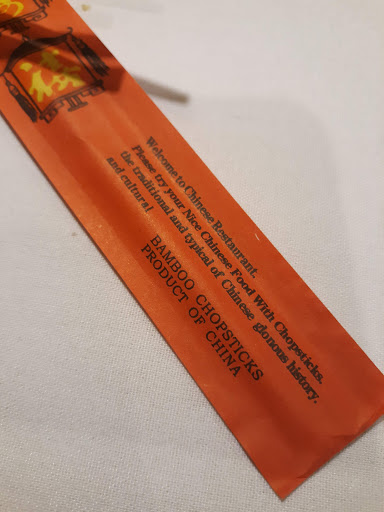 Welcome to Chinese Restaurant.
Please try your Nice Chinese Food With Chopsticks.
the traditional and typical of Chinese glonous history.
and cultural
BAMBOO CHOPSTICKS
PRODUCT OF CHINA